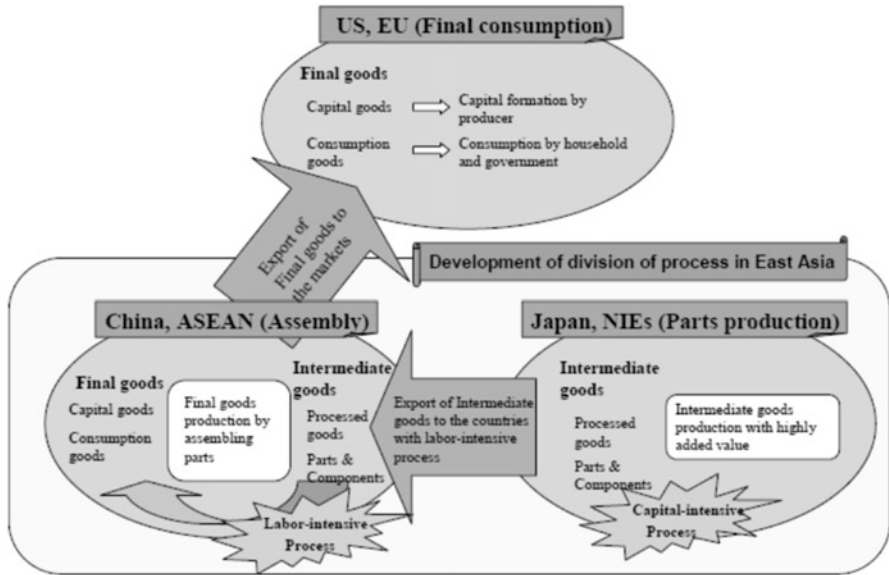 US, EU (Final consumption)
Final goods
Capital goods
Capital formation by
producer
Consumption
goods
Consumption by household
and government
Export of
Final goods to
the markets
Development of division of process in East Asia
China, ASEAN (Assembly)
Final goods
Capital goods
Consumption
goods
Final goods
production by
assembling
parts
Intermediate
goods
Processed
goods
Parts &
Components
Labor-intensive
Process
Export of Intermediate
goods to the countries
with labor-intensive
process
Japan, NIEs (Parts production)
Intermediate
goods
Processed
goods
Parts &
Components
Intermediate goods
production with highly
added value
Capital-intensive
Process